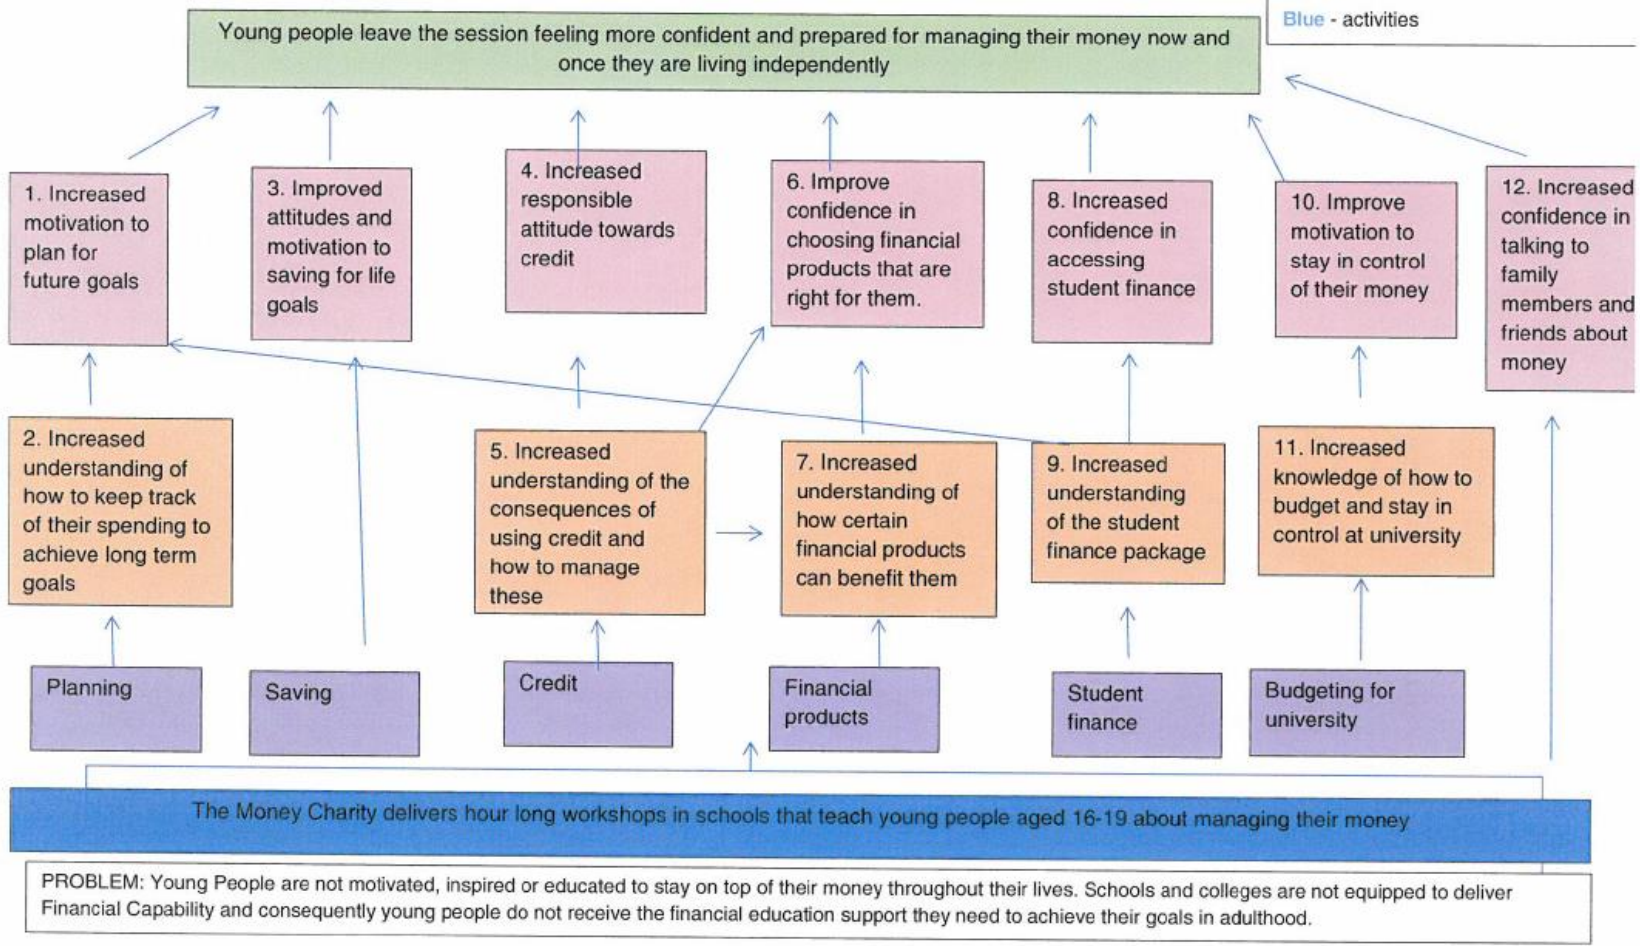 Blue - activities
Young people leave the session feeling more confident and prepared for managing their money now and
once they are living independently
1. Increased
motivation to
plan for
future goals
3. Improved
attitudes and
motivation to
saving for life
goals
4. Increased
responsible
attitude towards
credit
6. Improve
confidence in
choosing financial
products that are
right for them.
8. Increased
confidence in
accessing
student finance
10. Improve
motivation to
stay in control
of their money
12. Increased
confidence in
talking to
family
members and
friends about
money
2. Increased
understanding of
how to keep track
of their spending to
achieve long term
goals
5. Increased
understanding of the
consequences of
using credit and
how to manage
these
7. Increased
understanding of
how certain
financial products
can benefit them
9. Increased
understanding
of the student
finance package
11. Increased
knowledge of how to
budget and stay in
control at university
Planning
Saving
Credit
Financial
products
Student
finance
Budgeting for
university
The Money Charity delivers hour long workshops in schools that teach young people aged 16-19 about managing their money
PROBLEM: Young People are not motivated, inspired or educated to stay on top of their money throughout their lives. Schools and colleges are not equipped to deliver
Financial Capability and consequently young people do not receive the financial education support they need to achieve their goals in adulthood.